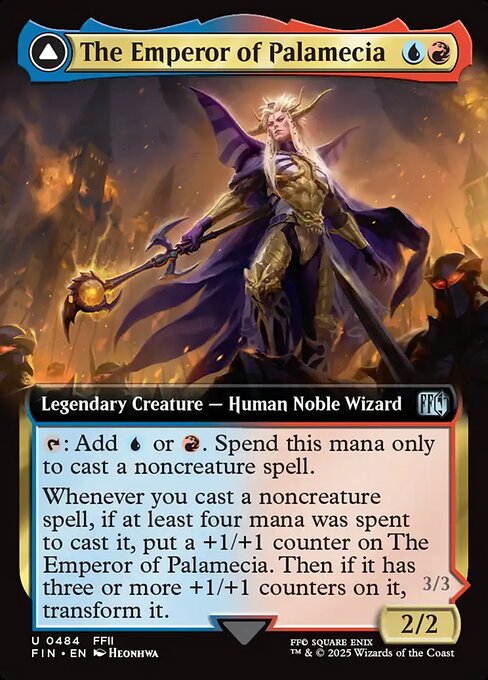 The Emperor of Palamecia
Legendary Creature — Human Noble Wizard
FFII
: Add or . Spend this mana only
to cast a noncreature spell.
Whenever you cast a noncreature
spell, if at least four mana was spent
to cast it, put a +1/+1 counter on The
Emperor of Palamecia. Then if it has
three or more +1/+1 counters on it,
transform it.
3/3
2/2
U 0484 FFII
FIN • EN Heonhwa
FF© SQUARE ENIX
™ & © 2025 Wizards of the Coast